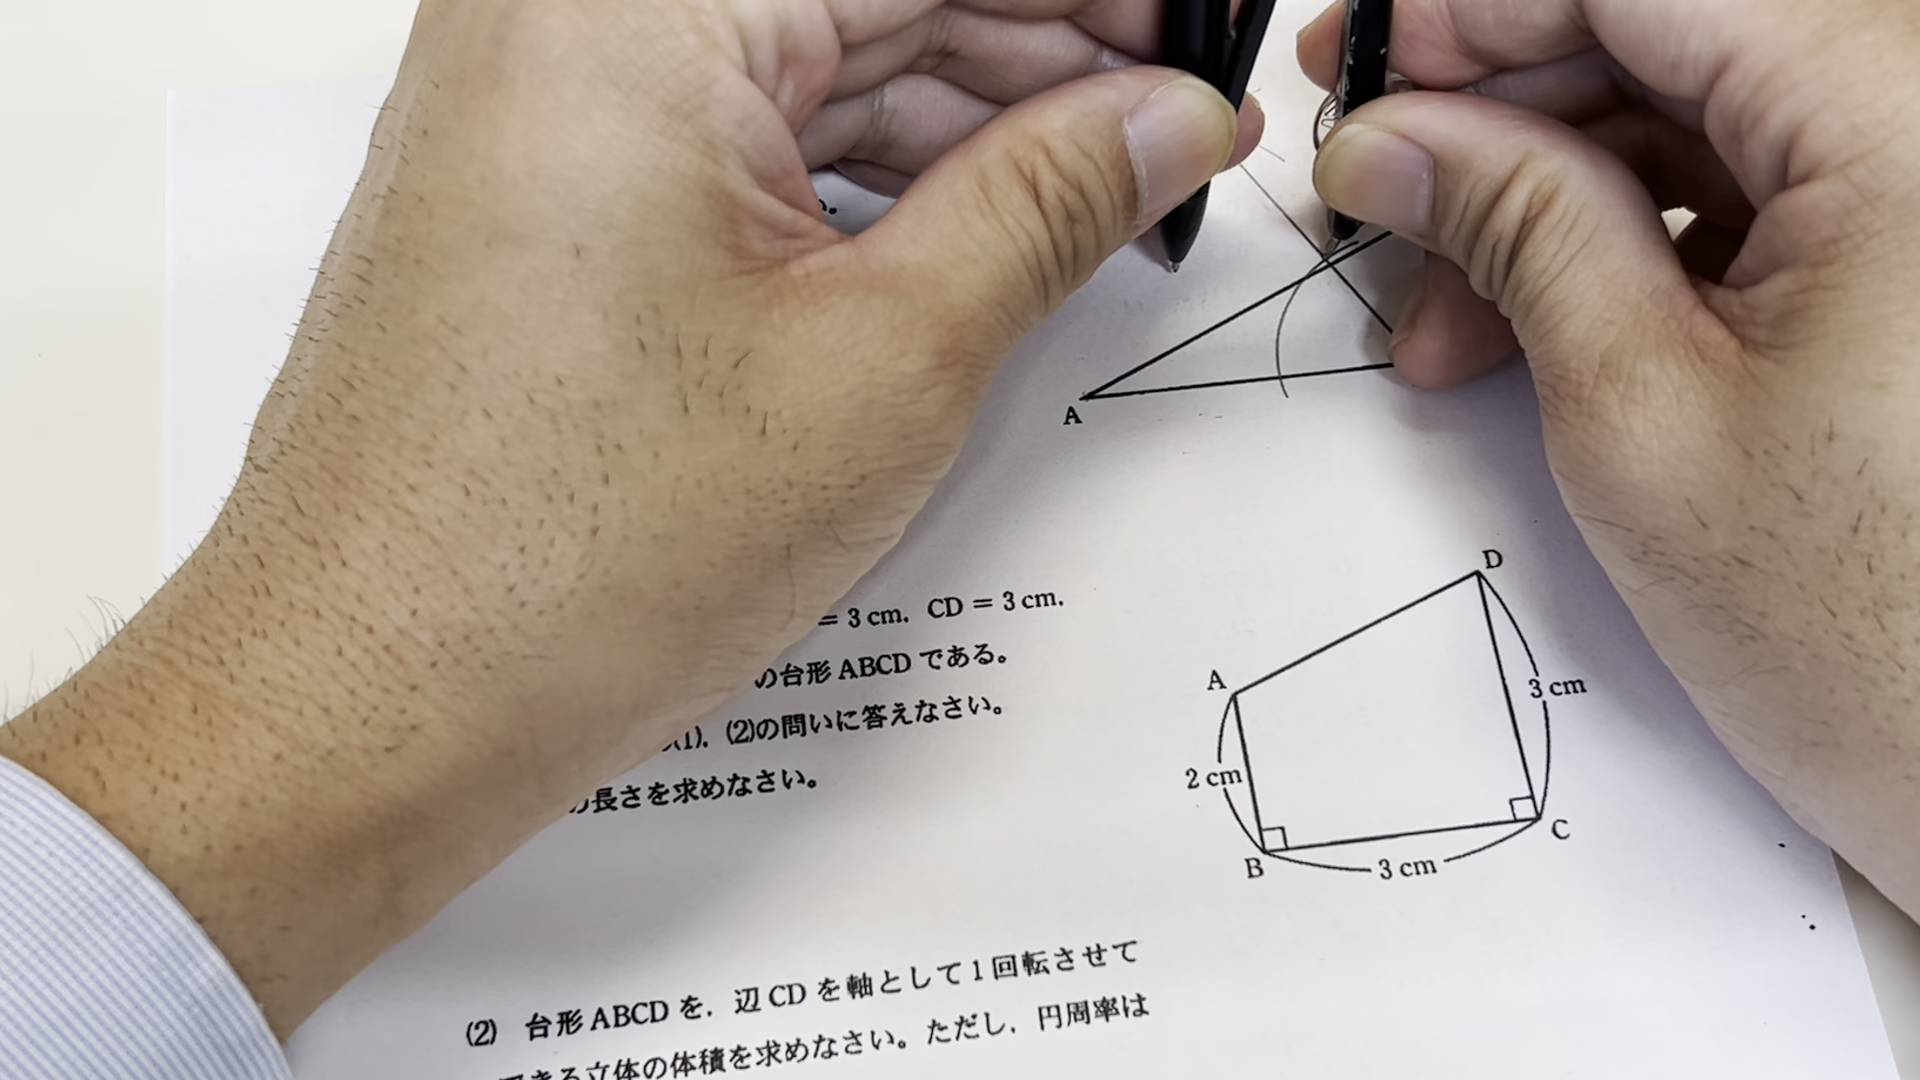 A
= 3 cm. CD = 3 cm.
の台形 ABCD である。
(1), (2)の問いに答えなさい。
長さを求めなさい。
D
A
3 cm
2 cm
B
C
3 cm
(2) 台形 ABCD を, 辺 CD を軸として1回転させて
できる立体の体積を求めなさい。ただし, 円周率は